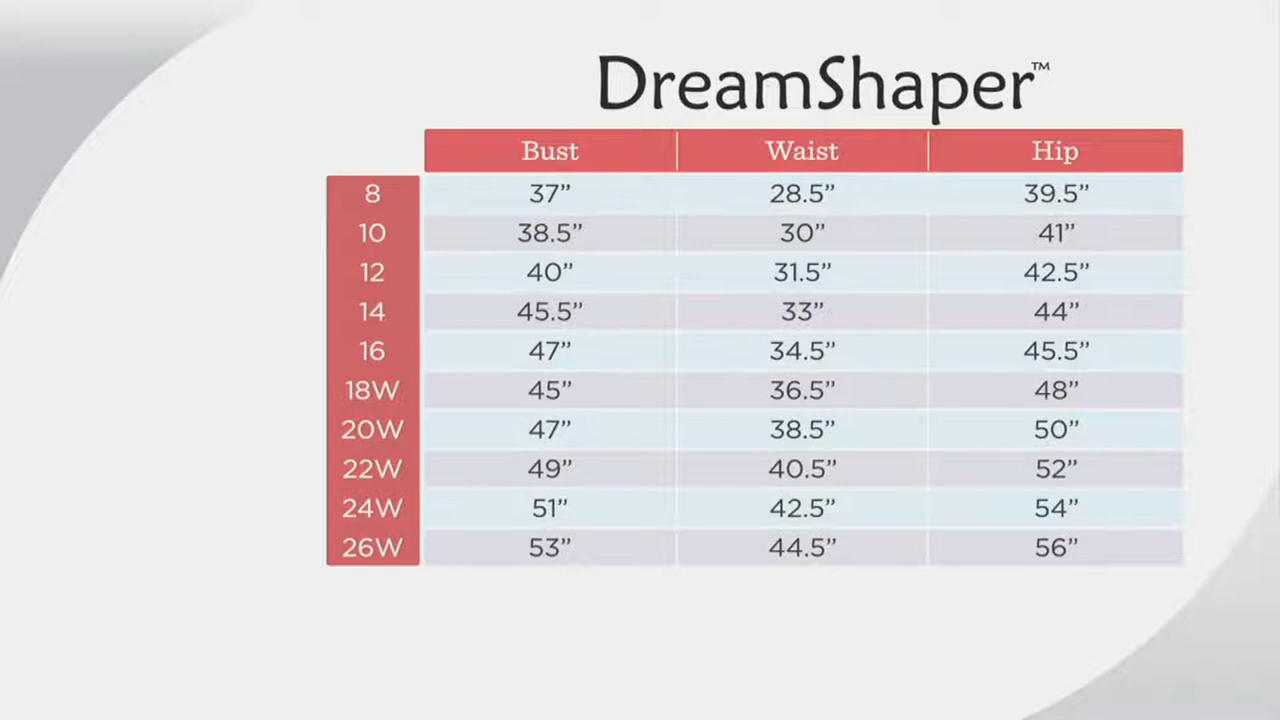 DreamShaper™
Bust Waist Hip
8 37” 28.5” 39.5”
10 38.5” 30” 41”
12 40” 31.5” 42.5”
14 45.5” 33” 44”
16 47” 34.5” 45.5”
18W 45” 36.5” 48”
20W 47” 38.5” 50”
22W 49” 40.5” 52”
24W 51” 42.5” 54”
26W 53” 44.5” 56”